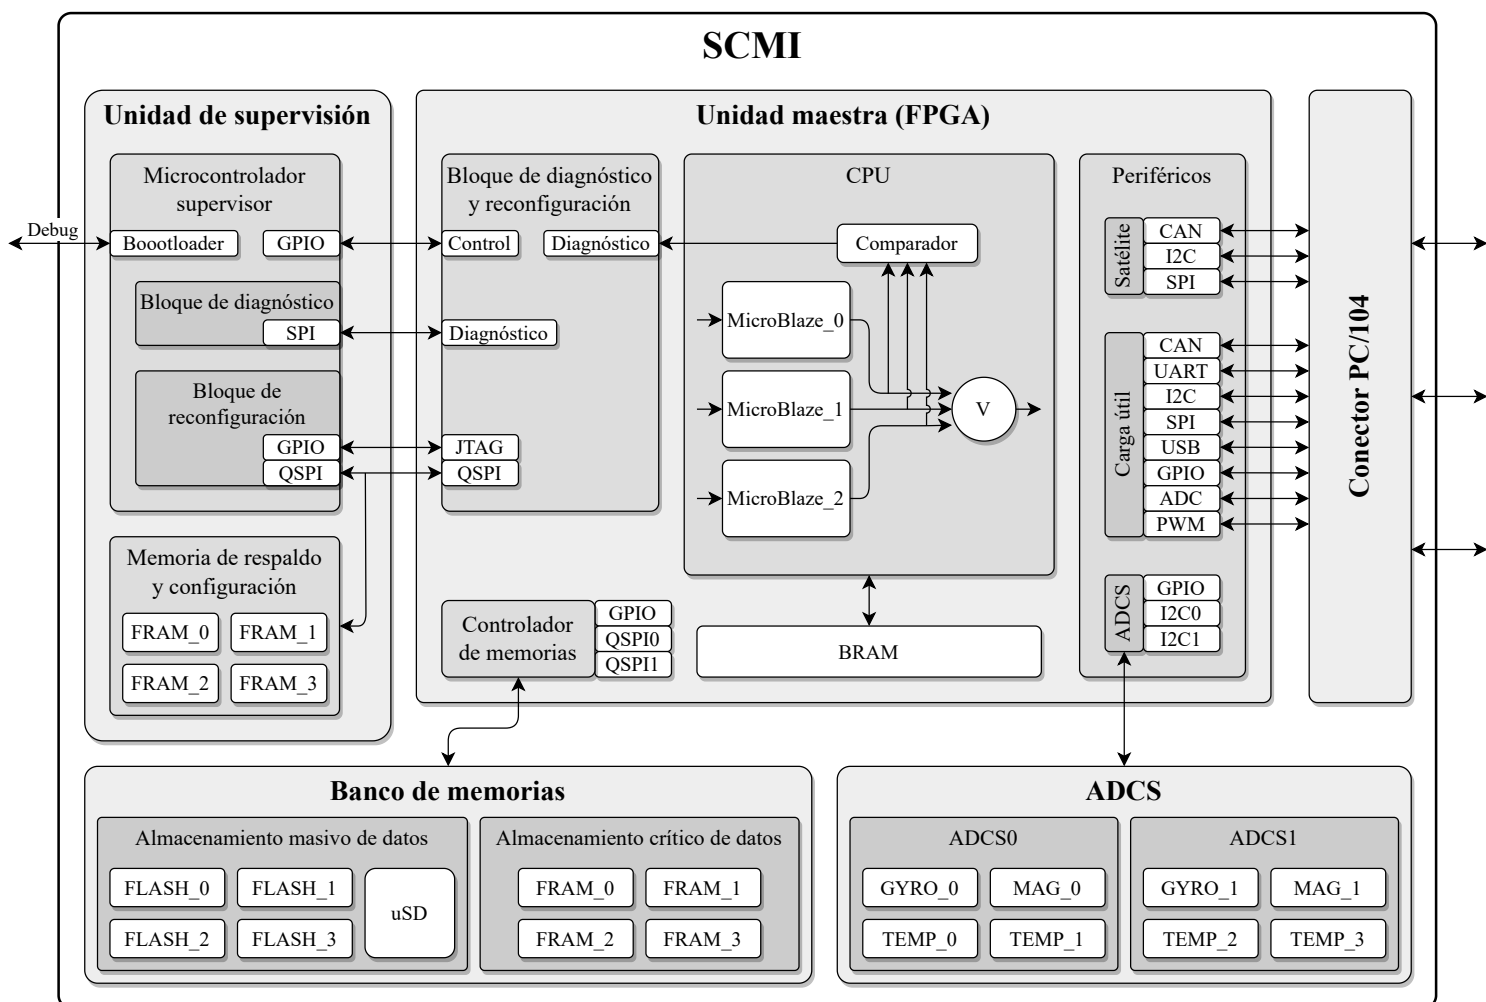 SCMI
Unidad de supervisión
Microcontrolador
supervisor
Debug
Boootloader
GPIO
Bloque de diagnóstico
SPI
Bloque de
reconfiguración
GPIO
QSPI
Memoria de respaldo
y configuración
FRAM_0
FRAM_1
FRAM_2
FRAM_3
Unidad maestra (FPGA)
Bloque de diagnóstico
y reconfiguración
Control
Diagnóstico
Diagnóstico
JTAG
QSPI
CPU
Comparador
MicroBlaze_0
MicroBlaze_1
MicroBlaze_2
V
Controlador
de memorias
GPIO
QSPI0
QSPI1
BRAM
Periféricos
Satélite
CAN
I2C
SPI
Carga útil
CAN
UART
I2C
SPI
USB
GPIO
ADC
PWM
ADCS
GPIO
I2C0
I2C1
Conector PC/104
Banco de memorias
Almacenamiento masivo de datos
FLASH_0
FLASH_1
FLASH_2
FLASH_3
uSD
Almacenamiento crítico de datos
FRAM_0
FRAM_1
FRAM_2
FRAM_3
ADCS
ADCS0
GYRO_0
MAG_0
TEMP_0
TEMP_1
ADCS1
GYRO_1
MAG_1
TEMP_2
TEMP_3